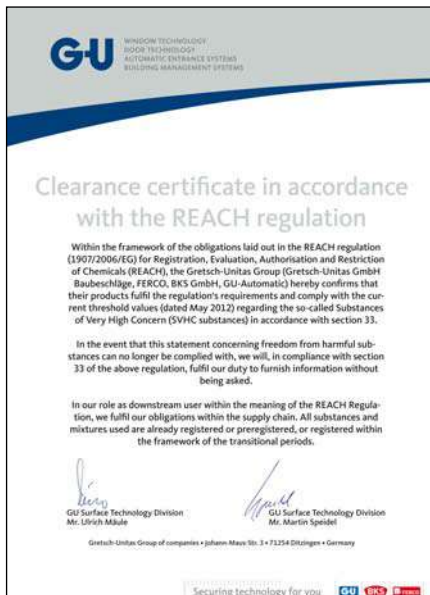 G-U
WINDOW TECHNOLOGY
DOOR TECHNOLOGY
AUTOMATIC ENTRANCE SYSTEMS
BUILDING MANAGEMENT SYSTEMS
Clearance certificate in accordance
with the REACH regulation
Within the framework of the obligations laid out in the REACH regulation
(1907/2006/EG) for Registration, Evaluation, Authorisation and Restriction
of Chemicals (REACH), the Gretsch-Unitas Group (Gretsch-Unitas GmbH
Baubeschläge, FERCO, BKS GmbH, GU-Automatic) hereby confirms that
their products fulfil the regulation's requirements and comply with the cur-
rent threshold values (dated May 2012) regarding the so-called Substances
of Very High Concern (SVHC substances) in accordance with section 33.
In the event that this statement concerning freedom from harmful sub-
stances can no longer be complied with, we will, in compliance with section
33 of the above regulation, fulfil our duty to furnish information without
being asked.
In our role as downstream user within the meaning of the REACH Regula-
tion, we fulfil our obligations within the supply chain. All substances and
mixtures used are already registered or preregistered, or registered within
the framework of the transitional periods.
GU Surface Technology Division
Mr. Ulrich Mäule
GU Surface Technology Division
Mr. Martin Speidel
Gretsch-Unitas Group of companies • Johann-Maus-Str. 3 • 71254 Ditzingen • Germany
Securing technology for you
GU BKS FERCO